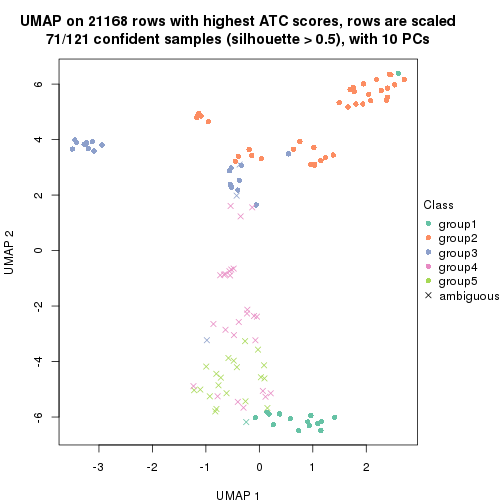 UMAP on 21168 rows with highest ATC scores, rows are scaled
71/121 confident samples (silhouette > 0.5), with 10 PCs
6
4
2
0
-2
-4
-6
UMAP 2
-3
-2
-1
0
1
2
UMAP 1
Class
group1
group2
group3
group4
group5
ambiguous